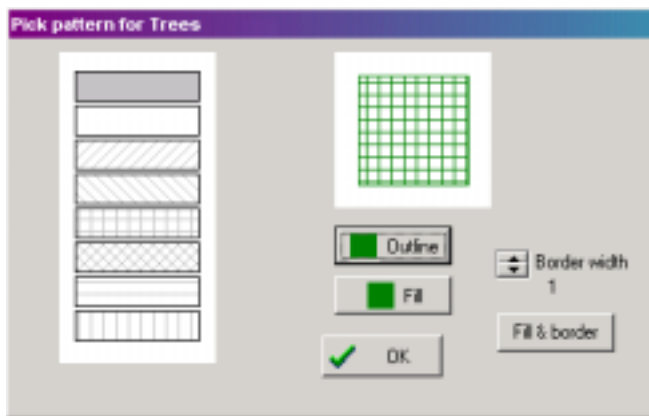 Pick pattern for Trees
Outline
Fill
Border width
1
Fill & border
OK